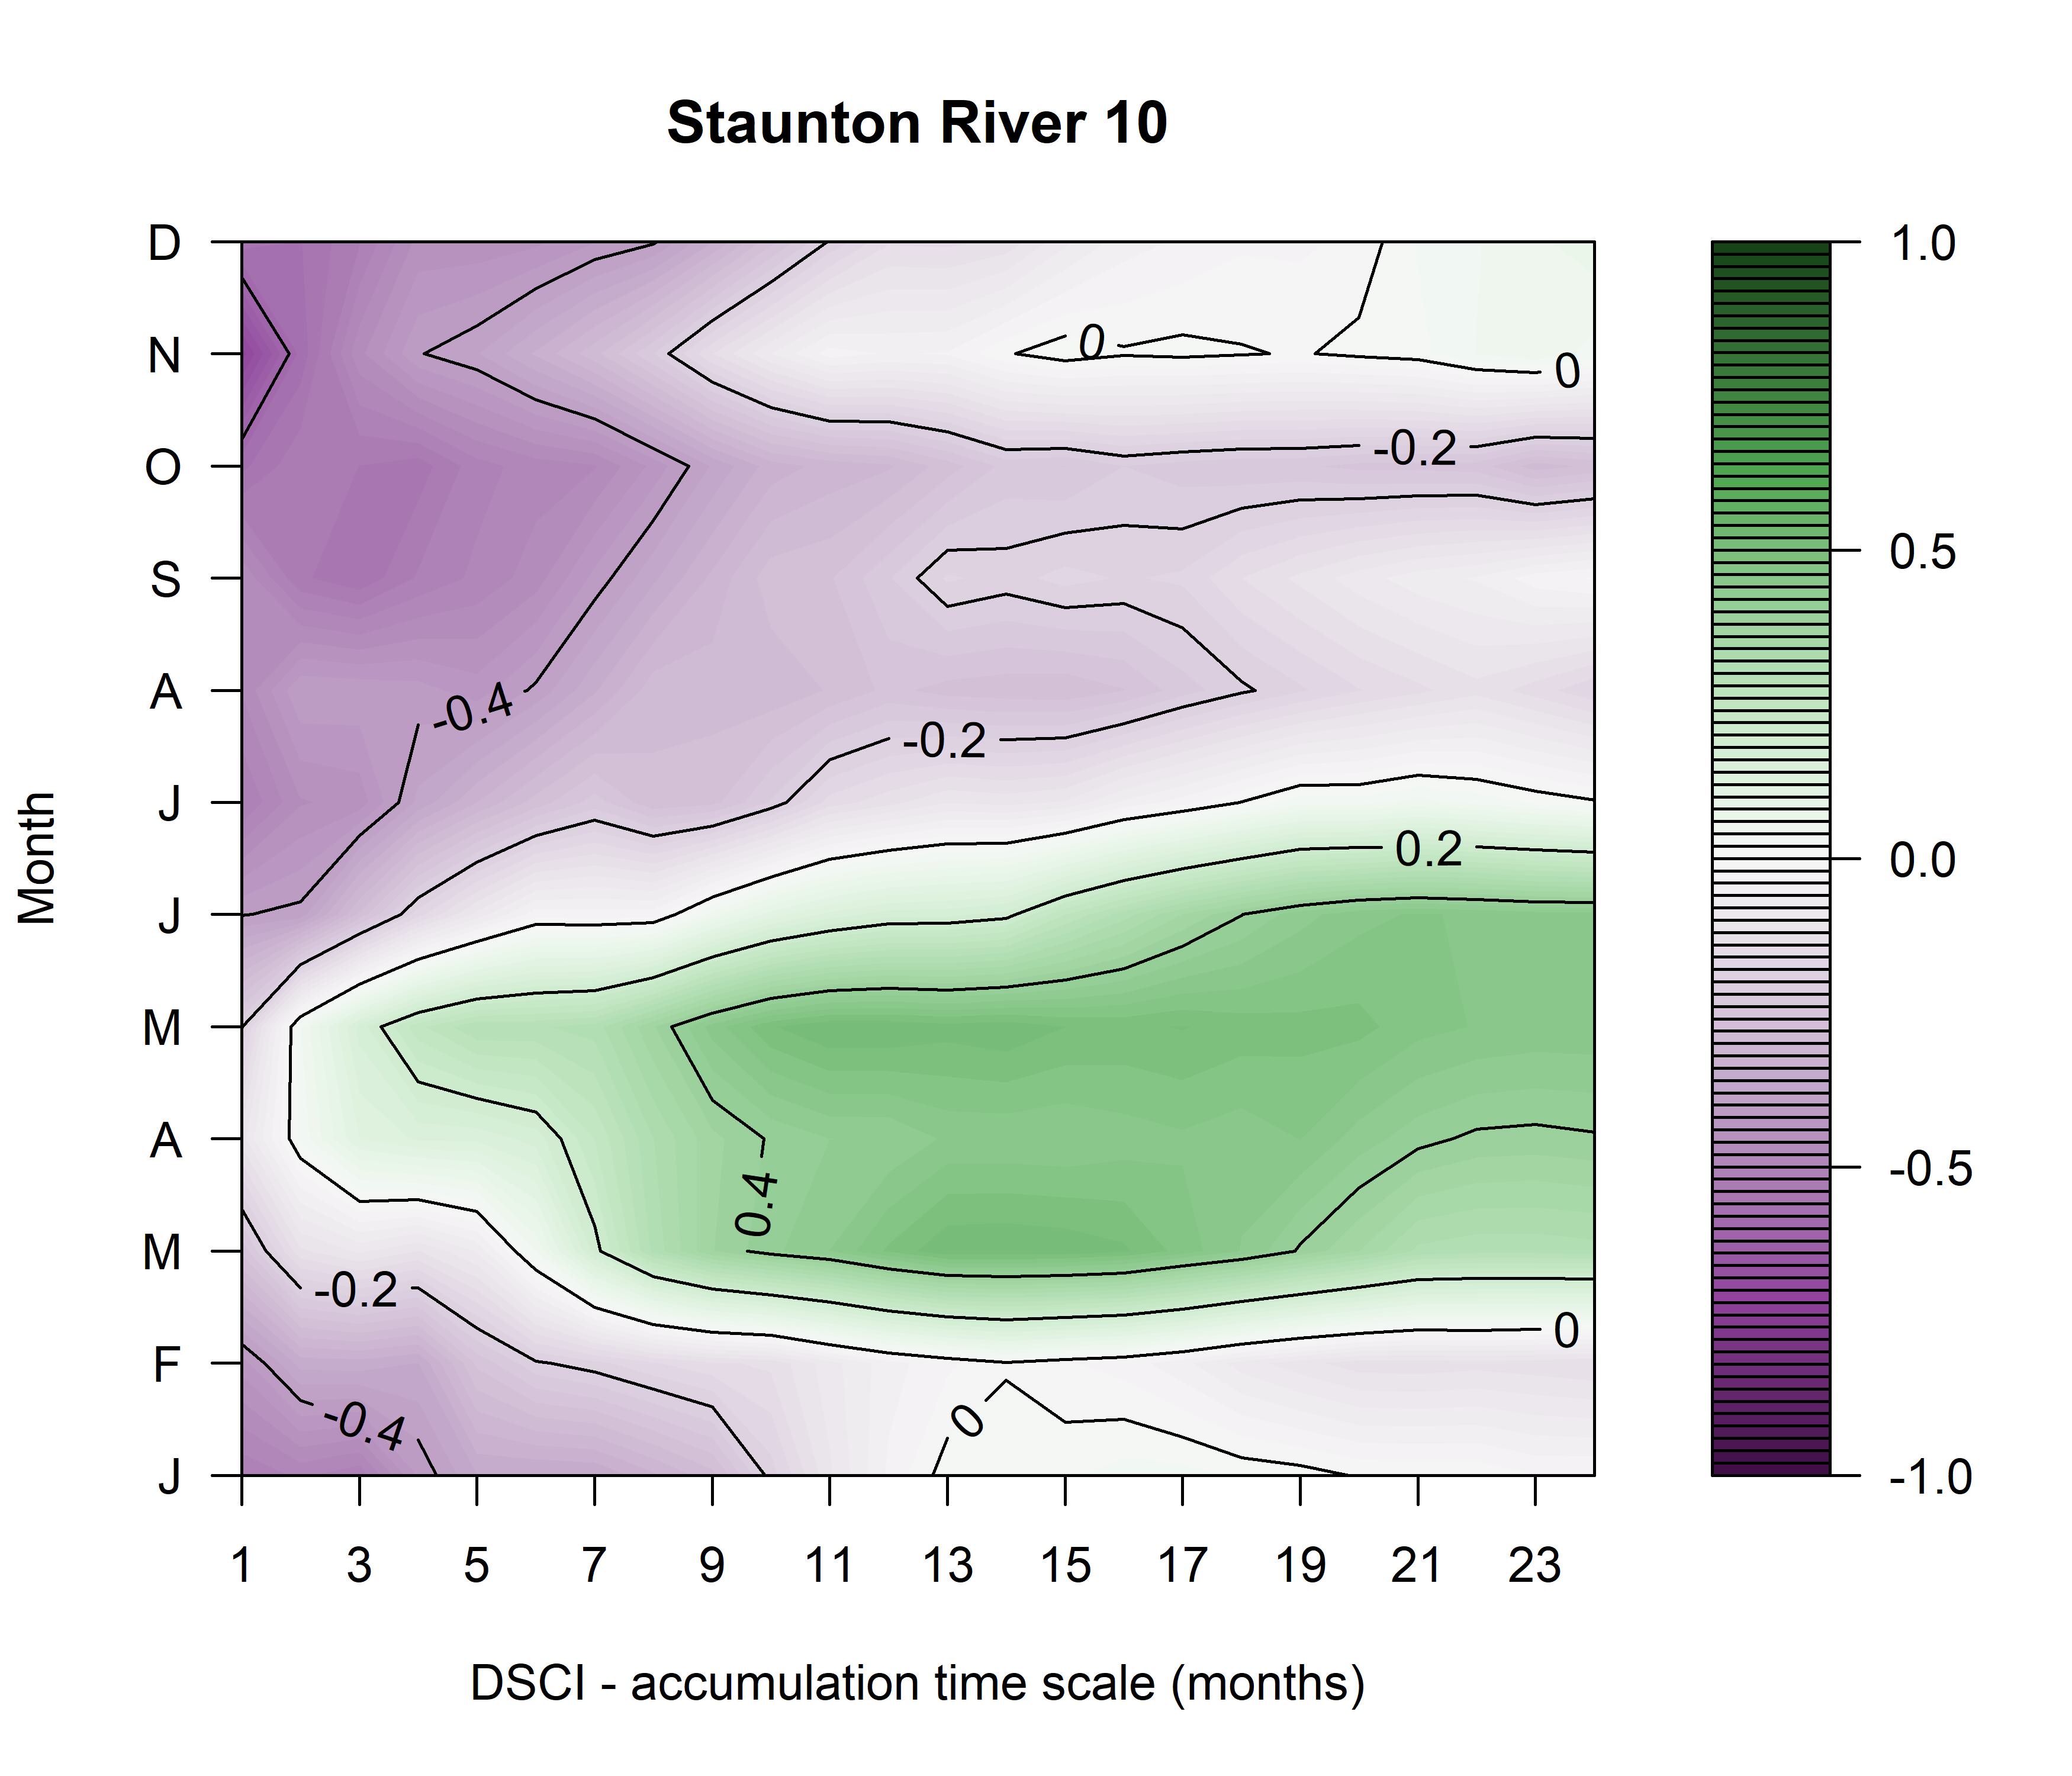 Staunton River 10
D
N
O
S
A
J
J
M
A
M
F
J
Month
0
0
-0.2
-0.4
-0.2
0.2
0.4
-0.2
0
-0.4
0
1 3 5 7 9 11 13 15 17 19 21 23
DSCI - accumulation time scale (months)
1.0
0.5
0.0
-0.5
-1.0